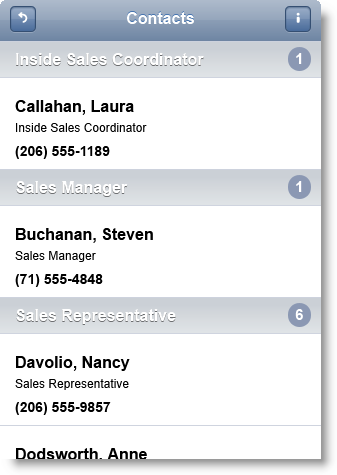 Contacts
Inside Sales Coordinator 1
Callahan, Laura
Inside Sales Coordinator
(206) 555-1189
Sales Manager 1
Buchanan, Steven
Sales Manager
(71) 555-4848
Sales Representative 6
Davolio, Nancy
Sales Representative
(206) 555-9857
Dodsworth, Anne